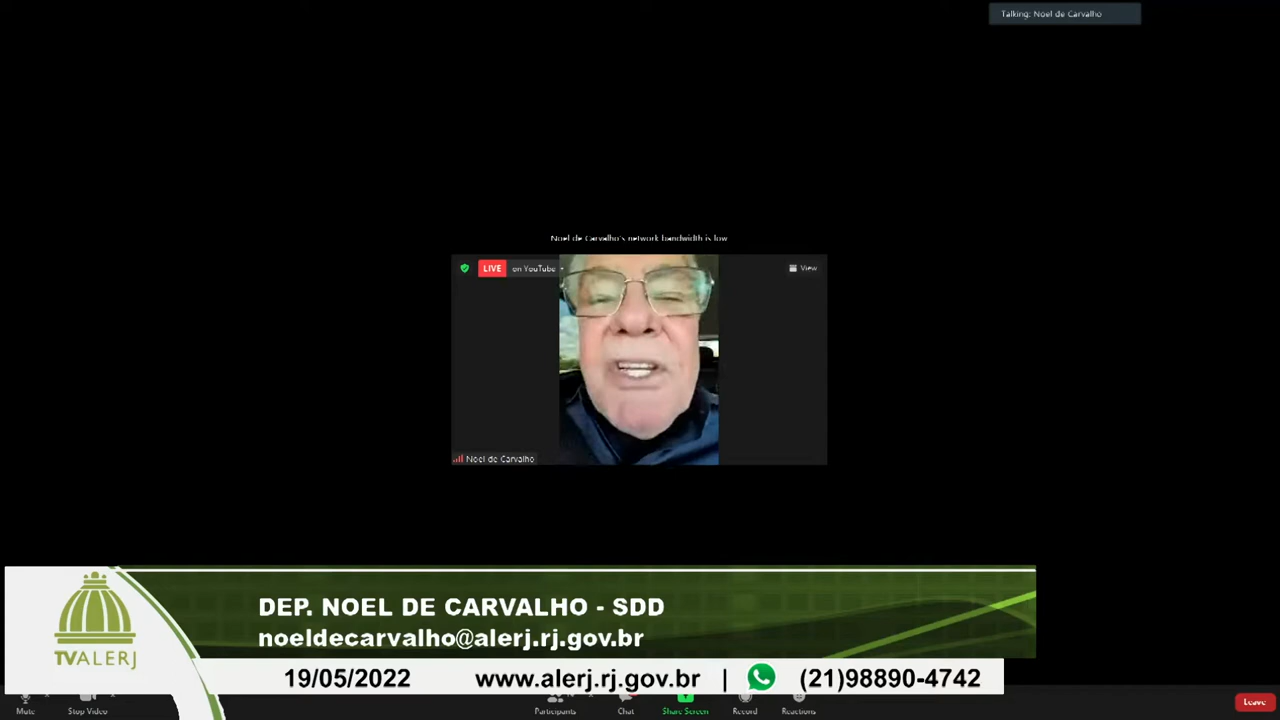 Talking: Noel de Carvalho
Noel de Carvalho's network bandwidth is low
LIVE on YouTube
View
Noel de Carvalho
DEP. NOEL DE CARVALHO - SDD
noeldecarvalho@alerj.rj.gov.br
TVALERJ
19/05/2022 www.alerj.rj.gov.br | (21)98890-4742
Mute Stop Video Participants Chat Share Screen Record Reactions Leave